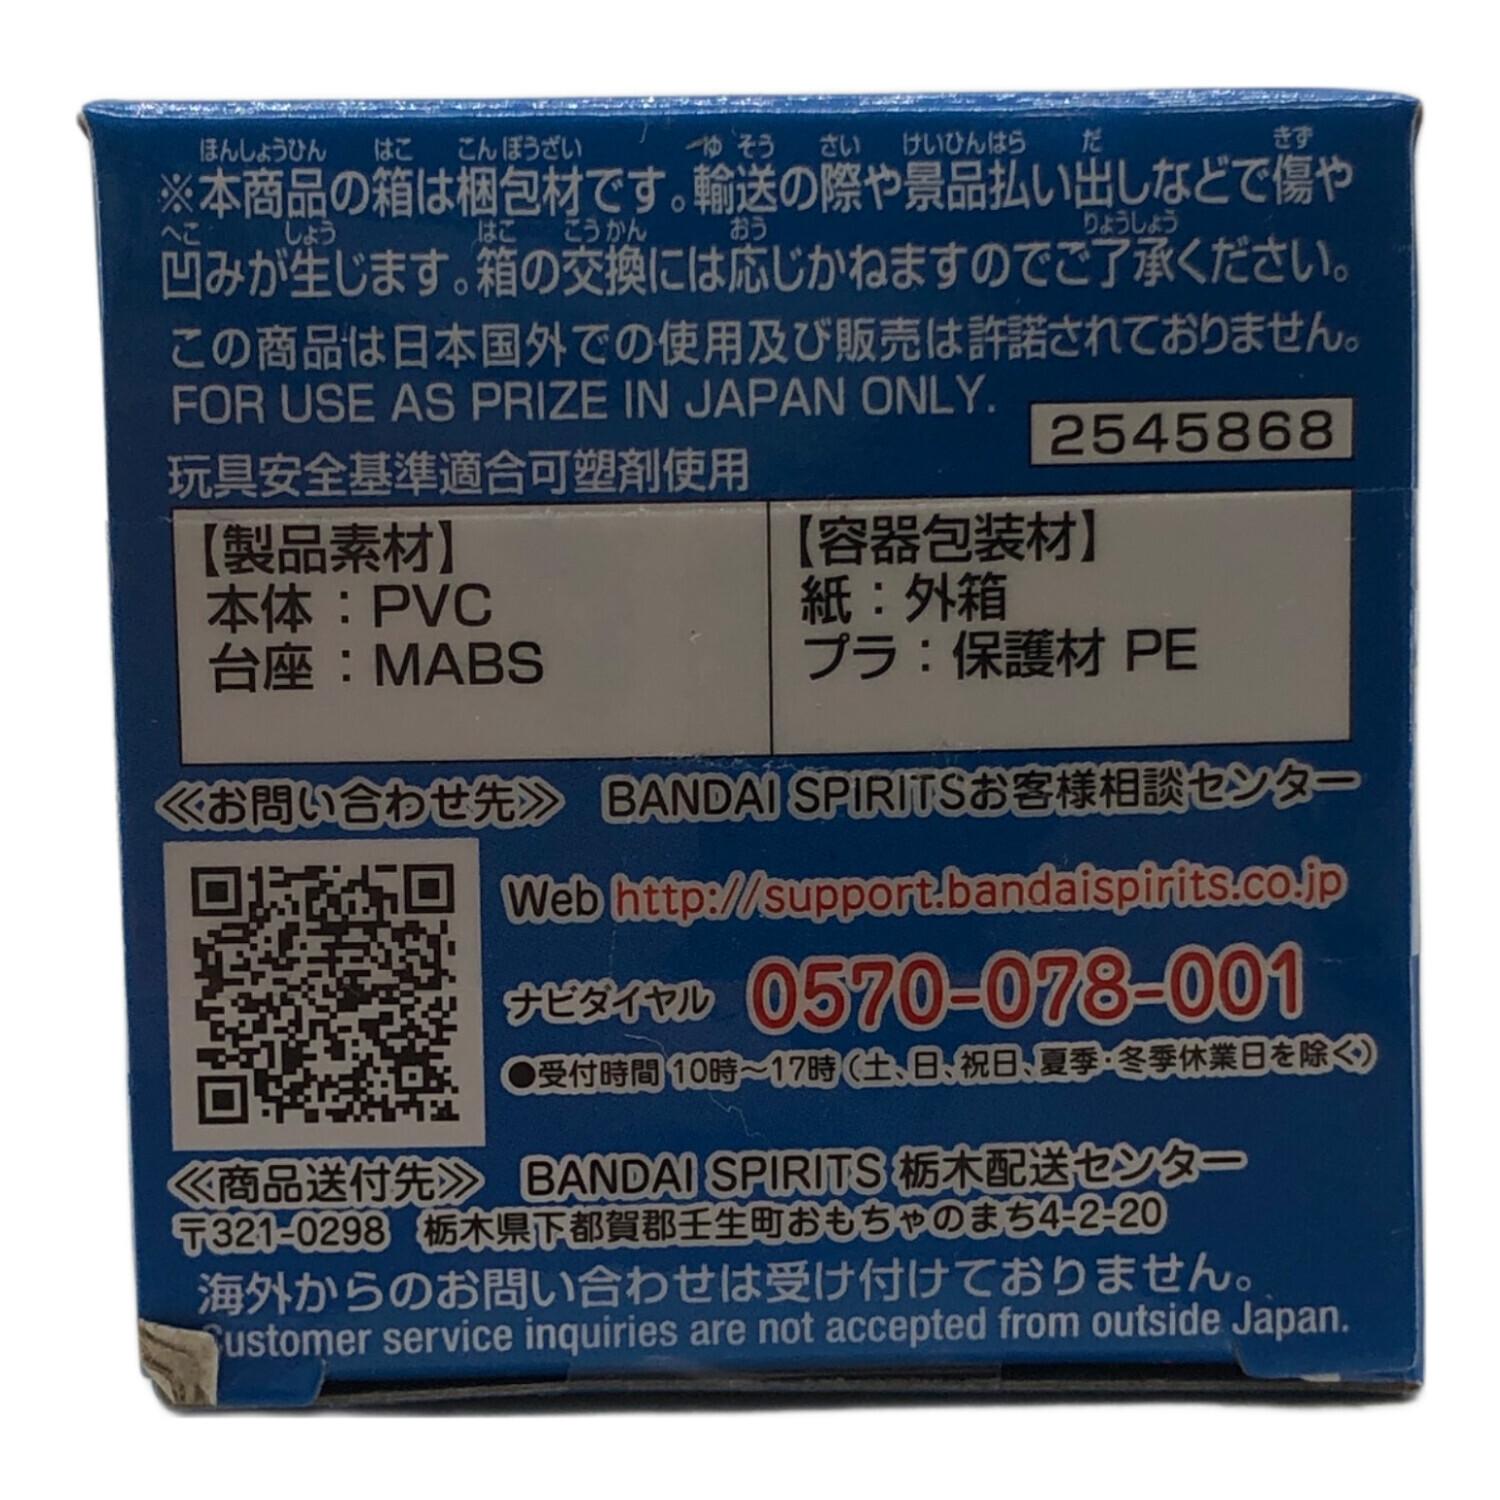 ほんしょうひん はこ こんぽうざい ゆそう さい けいひんはら だ きず
※本商品の箱は梱包材です。輸送の際や景品払い出しなどで傷や
へこ しょう はこ こうかん おう りょうしょう
凹みが生じます。箱の交換には応じかねますのでご了承ください。
この商品は日本国外での使用及び販売は許諾されておりません。
FOR USE AS PRIZE IN JAPAN ONLY.
2545868
玩具安全基準適合可塑剤使用
【製品素材】
本体：PVC
台座：MABS
【容器包装材】
紙：外箱
プラ：保護材 PE
≪お問い合わせ先≫ BANDAI SPIRITSお客様相談センター
Web http://support.bandaispirits.co.jp
ナビダイヤル 0570-078-001
●受付時間 10時〜17時（土、日、祝日、夏季・冬季休業日を除く）
≪商品送付先≫ BANDAI SPIRITS 栃木配送センター
〒321-0298 栃木県下都賀郡壬生町おもちゃのまち4-2-20
海外からのお問い合わせは受け付けておりません。
Customer service inquiries are not accepted from outside Japan.